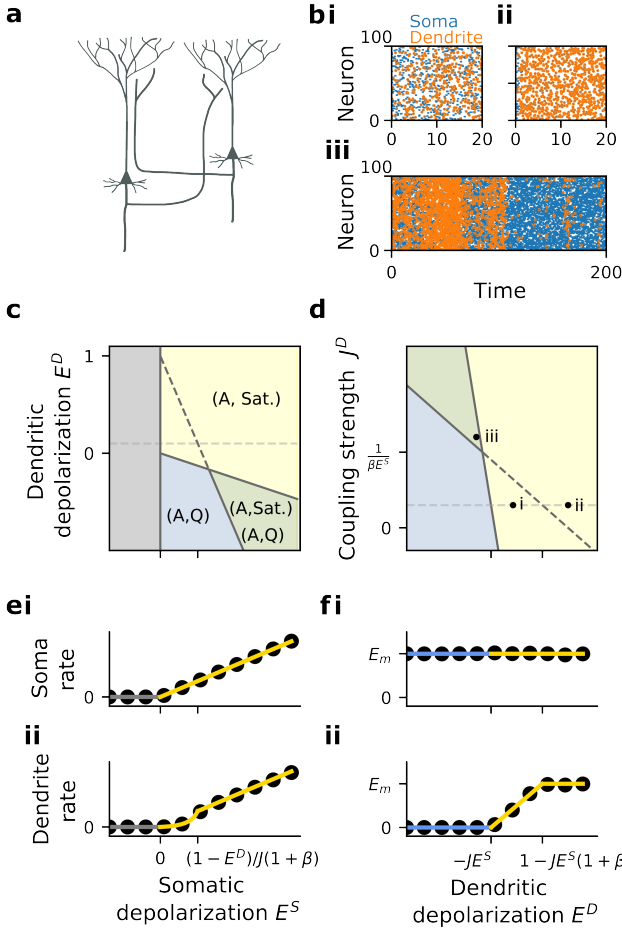 a
b i
Soma
Dendrite
ii
100
Neuron
0
0 10 20
0 10 20
iii
100
Neuron
0
0
200
Time
c
d
Dendritic
depolarization E^D
1
0
(A, Sat.)
(A,Q)
(A,Sat.)
(A,Q)
Coupling strength J^D
1/βE^S
0
iii
i
ii
e i
f i
Soma
rate
0
E_m
0
ii
ii
Dendrite
rate
0
E_m
0
0 (1 − E^D)/J(1 + β)
−JE^S 1 − JE^S(1 + β
Somatic
depolarization E^S
Dendritic
depolarization E^D